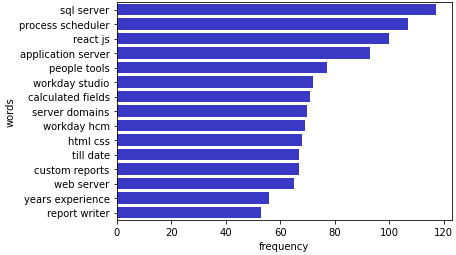 sql server
process scheduler
react js
application server
people tools
workday studio
calculated fields
server domains
workday hcm
html css
till date
custom reports
web server
years experience
report writer
words
0 20 40 60 80 100 120
frequency